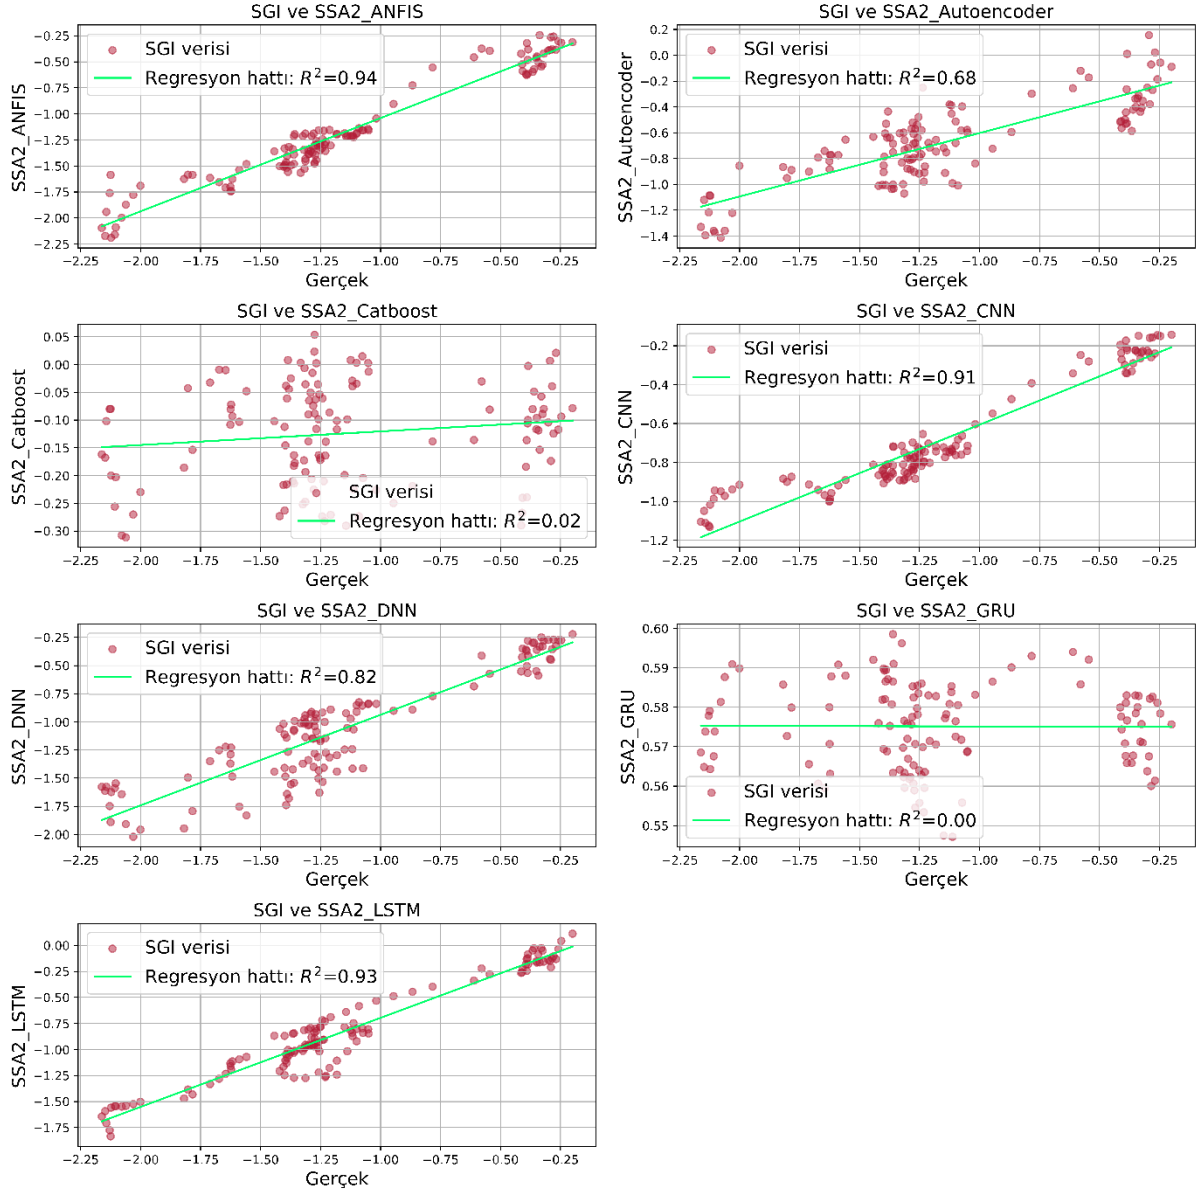 SGI ve SSA2_ANFIS
SGI verisi
Regresyon hattı: R²=0.94
SSA2_ANFIS
−0.25
−0.50
−0.75
−1.00
−1.25
−1.50
−1.75
−2.00
−2.25
−2.25 −2.00 −1.75 −1.50 −1.25 −1.00 −0.75 −0.50 −0.25
Gerçek
SGI ve SSA2_Autoencoder
SGI verisi
Regresyon hattı: R²=0.68
SSA2_Autoencoder
0.2
0.0
−0.2
−0.4
−0.6
−0.8
−1.0
−1.2
−1.4
−2.25 −2.00 −1.75 −1.50 −1.25 −1.00 −0.75 −0.50 −0.25
Gerçek
SGI ve SSA2_Catboost
SGI verisi
Regresyon hattı: R²=0.02
SSA2_Catboost
0.05
0.00
−0.05
−0.10
−0.15
−0.20
−0.25
−0.30
−2.25 −2.00 −1.75 −1.50 −1.25 −1.00 −0.75 −0.50 −0.25
Gerçek
SGI ve SSA2_CNN
SGI verisi
Regresyon hattı: R²=0.91
SSA2_CNN
−0.2
−0.4
−0.6
−0.8
−1.0
−1.2
−2.25 −2.00 −1.75 −1.50 −1.25 −1.00 −0.75 −0.50 −0.25
Gerçek
SGI ve SSA2_DNN
SGI verisi
Regresyon hattı: R²=0.82
SSA2_DNN
−0.25
−0.50
−0.75
−1.00
−1.25
−1.50
−1.75
−2.00
−2.25 −2.00 −1.75 −1.50 −1.25 −1.00 −0.75 −0.50 −0.25
Gerçek
SGI ve SSA2_GRU
SGI verisi
Regresyon hattı: R²=0.00
SSA2_GRU
0.60
0.59
0.58
0.57
0.56
0.55
−2.25 −2.00 −1.75 −1.50 −1.25 −1.00 −0.75 −0.50 −0.25
Gerçek
SGI ve SSA2_LSTM
SGI verisi
Regresyon hattı: R²=0.93
SSA2_LSTM
0.00
−0.25
−0.50
−0.75
−1.00
−1.25
−1.50
−1.75
−2.25 −2.00 −1.75 −1.50 −1.25 −1.00 −0.75 −0.50 −0.25
Gerçek